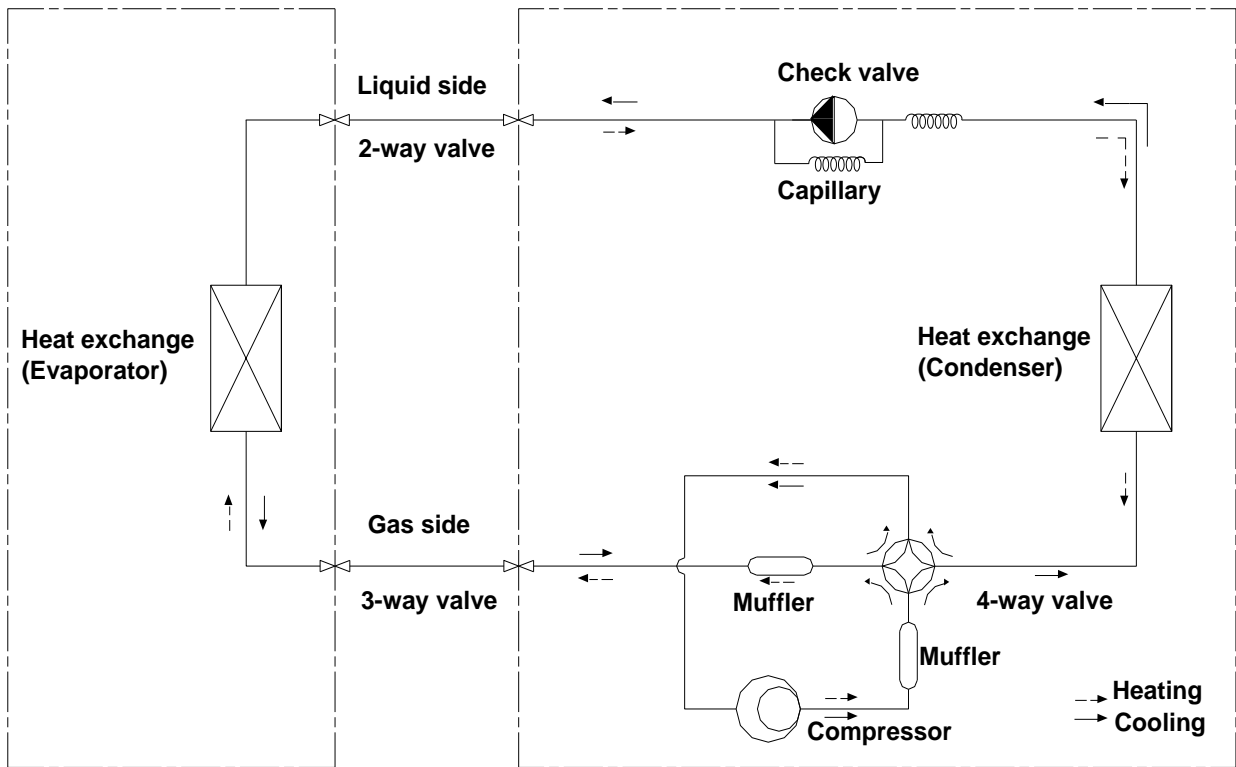 Liquid side
Check valve
2-way valve
Capillary
Heat exchange
(Evaporator)
Heat exchange
(Condenser)
Gas side
3-way valve
Muffler
4-way valve
Muffler
Compressor
Heating
Cooling